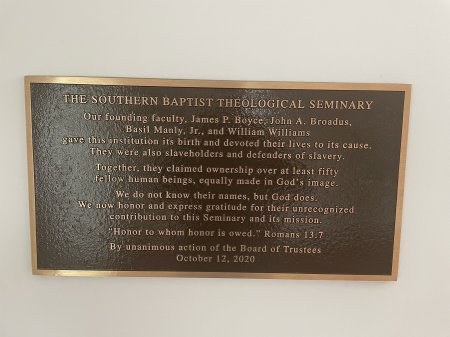 THE SOUTHERN BAPTIST THEOLOGICAL SEMINARY
Our founding faculty, James P. Boyce, John A. Broadus,
Basil Manly, Jr., and William Williams
gave this institution its birth and devoted their lives to its cause.
They were also slaveholders and defenders of slavery.
Together, they claimed ownership over at least fifty
fellow human beings, equally made in God's image.
We do not know their names, but God does.
We now honor and express gratitude for their unrecognized
contribution to this Seminary and its mission.
"Honor to whom honor is owed." Romans 13:7
By unanimous action of the Board of Trustees
October 12, 2020